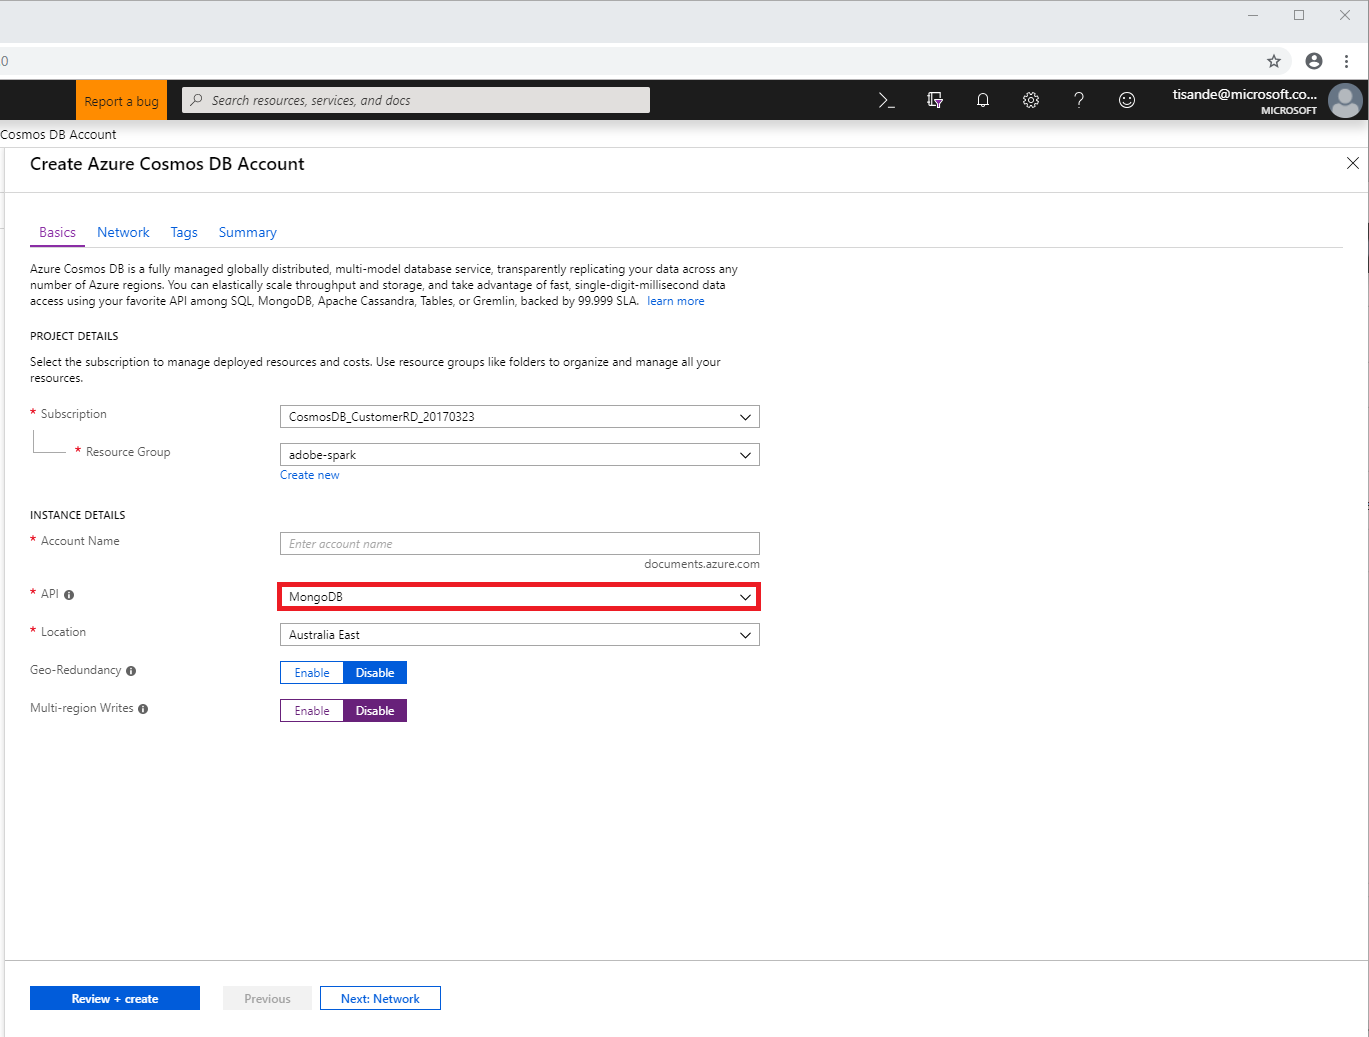 0
Report a bug
Search resources, services, and docs
tisande@microsoft.co...
MICROSOFT
Cosmos DB Account
Create Azure Cosmos DB Account
Basics Network Tags Summary
Azure Cosmos DB is a fully managed globally distributed, multi-model database service, transparently replicating your data across any
number of Azure regions. You can elastically scale throughput and storage, and take advantage of fast, single-digit-millisecond data
access using your favorite API among SQL, MongoDB, Apache Cassandra, Tables, or Gremlin, backed by 99.999 SLA. learn more
PROJECT DETAILS
Select the subscription to manage deployed resources and costs. Use resource groups like folders to organize and manage all your
resources.
* Subscription
CosmosDB_CustomerRD_20170323
* Resource Group
adobe-spark
Create new
INSTANCE DETAILS
* Account Name
Enter account name
documents.azure.com
* API
MongoDB
* Location
Australia East
Geo-Redundancy
Enable Disable
Multi-region Writes
Enable Disable
Review + create Previous Next: Network